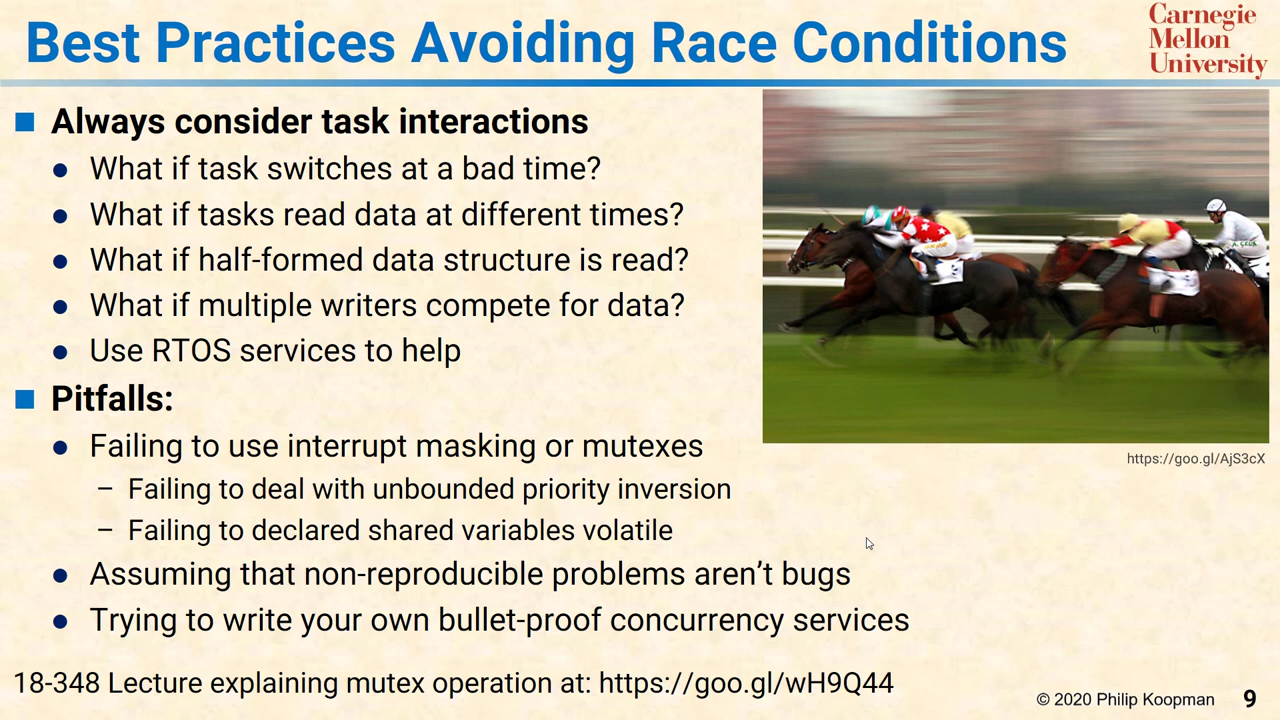 Best Practices Avoiding Race Conditions
Carnegie
Mellon
University
Always consider task interactions
What if task switches at a bad time?
What if tasks read data at different times?
What if half-formed data structure is read?
What if multiple writers compete for data?
Use RTOS services to help
Pitfalls:
Failing to use interrupt masking or mutexes
– Failing to deal with unbounded priority inversion
– Failing to declared shared variables volatile
Assuming that non-reproducible problems aren’t bugs
Trying to write your own bullet-proof concurrency services
https://goo.gl/AjS3cX
18-348 Lecture explaining mutex operation at: https://goo.gl/wH9Q44
© 2020 Philip Koopman 9